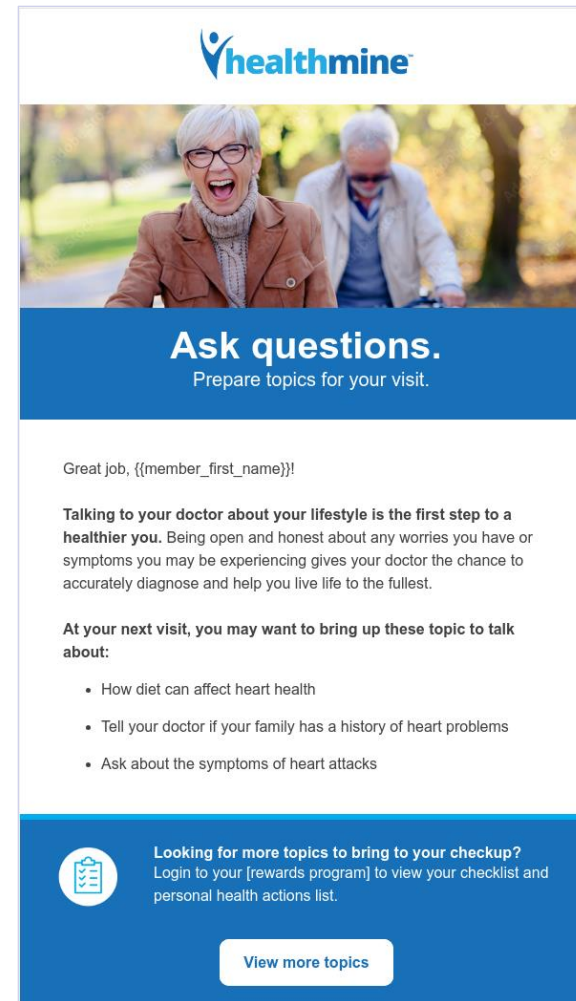 healthmine™
Ask questions.
Prepare topics for your visit.
Great job, {{member_first_name}}!
Talking to your doctor about your lifestyle is the first step to a
healthier you. Being open and honest about any worries you have or
symptoms you may be experiencing gives your doctor the chance to
accurately diagnose and help you live life to the fullest.
At your next visit, you may want to bring up these topic to talk
about:
• How diet can affect heart health
• Tell your doctor if your family has a history of heart problems
• Ask about the symptoms of heart attacks
Looking for more topics to bring to your checkup?
Login to your [rewards program] to view your checklist and
personal health actions list.
View more topics